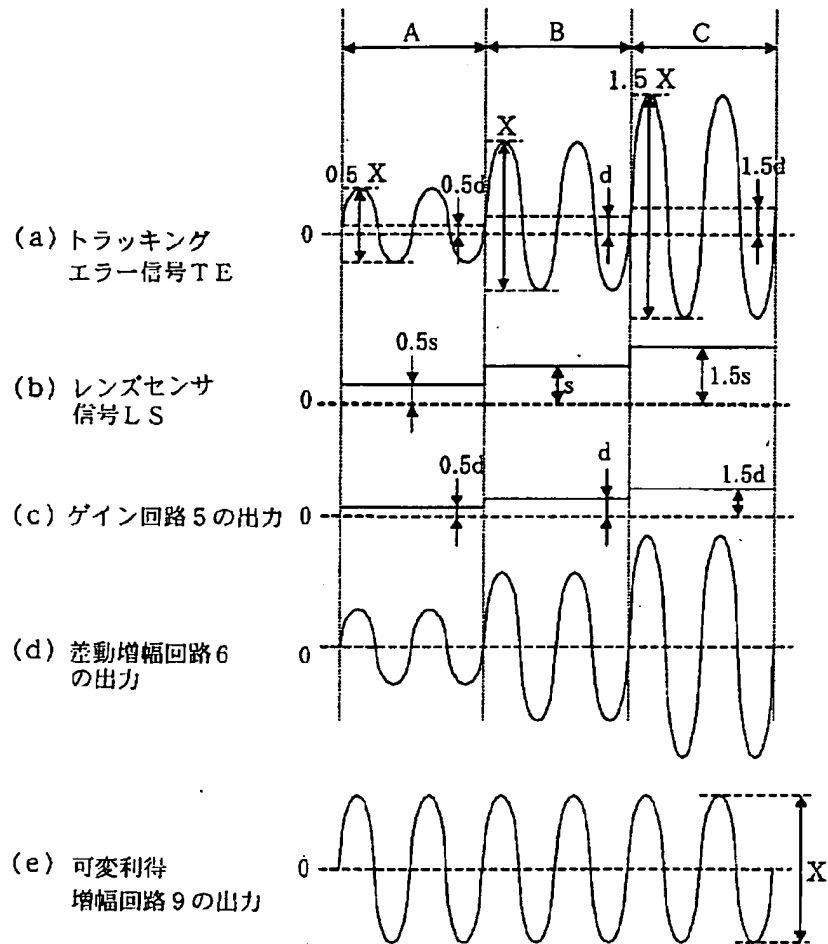 A B C
1.5X
X
0.5X 0.5d d 1.5d
(a) トラッキング 0
エラー信号TE
0.5s
(b) レンズセンサ s 1.5s
信号LS 0
0.5d d 1.5d
(c) ゲイン回路5の出力 0
(d) 差動増幅回路6 0
の出力
(e) 可変利得 0 X
増幅回路9の出力